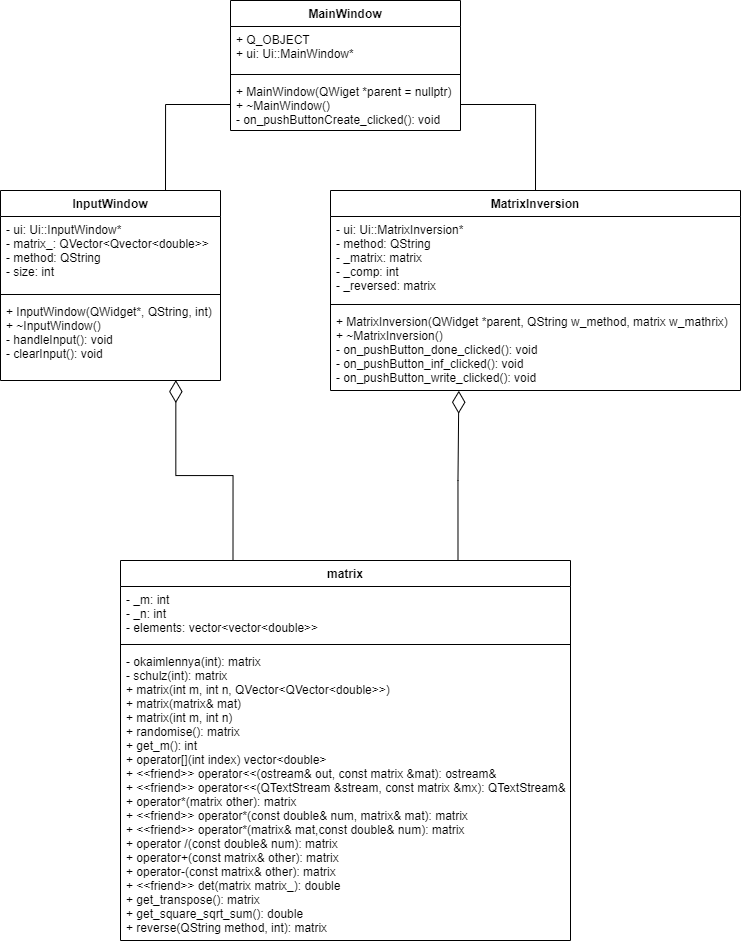 MainWindow
+ Q_OBJECT
+ ui: Ui::MainWindow*
+ MainWindow(QWiget *parent = nullptr)
+ ~MainWindow()
- on_pushButtonCreate_clicked(): void
InputWindow
- ui: Ui::InputWindow*
- matrix_: QVector<Qvector<double>>
- method: QString
- size: int
+ InputWindow(QWidget*, QString, int)
+ ~InputWindow()
- handleInput(): void
- clearInput(): void
MatrixInversion
- ui: Ui::MatrixInversion*
- method: QString
- _matrix: matrix
- _comp: int
- _reversed: matrix
+ MatrixInversion(QWidget *parent, QString w_method, matrix w_mathrix)
+ ~MatrixInversion()
- on_pushButton_done_clicked(): void
- on_pushButton_inf_clicked(): void
- on_pushButton_write_clicked(): void
matrix
- _m: int
- _n: int
- elements: vector<vector<double>>
- okaimlennya(int): matrix
- schulz(int): matrix
+ matrix(int m, int n, QVector<QVector<double>>)
+ matrix(matrix& mat)
+ matrix(int m, int n)
+ randomise(): matrix
+ get_m(): int
+ operator[](int index) vector<double>
+ <<friend>> operator<<(ostream& out, const matrix &mat): ostream&
+ <<friend>> operator<<(QTextStream &stream, const matrix &mx): QTextStream&
+ operator*(matrix other): matrix
+ <<friend>> operator*(const double& num, matrix& mat): matrix
+ <<friend>> operator*(matrix& mat,const double& num): matrix
+ operator /(const double& num): matrix
+ operator+(const matrix& other): matrix
+ operator-(const matrix& other): matrix
+ <<friend>> det(matrix matrix_): double
+ get_transpose(): matrix
+ get_square_sqrt_sum(): double
+ reverse(QString method, int): matrix